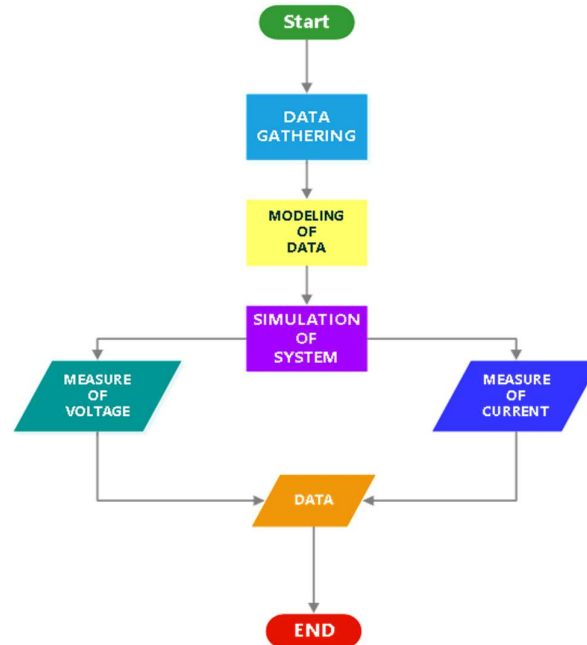 Start
DATA
GATHERING
MODELING
OF
DATA
SIMULATION
OF
SYSTEM
MEASURE
OF
VOLTAGE
MEASURE
OF
CURRENT
DATA
END